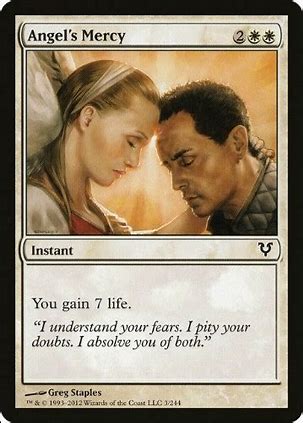 Angel's Mercy 2
Instant
You gain 7 life.
"I understand your fears. I pity your
doubts. I absolve you of both."
Greg Staples
™ & © 1993–2012 Wizards of the Coast LLC 3/244